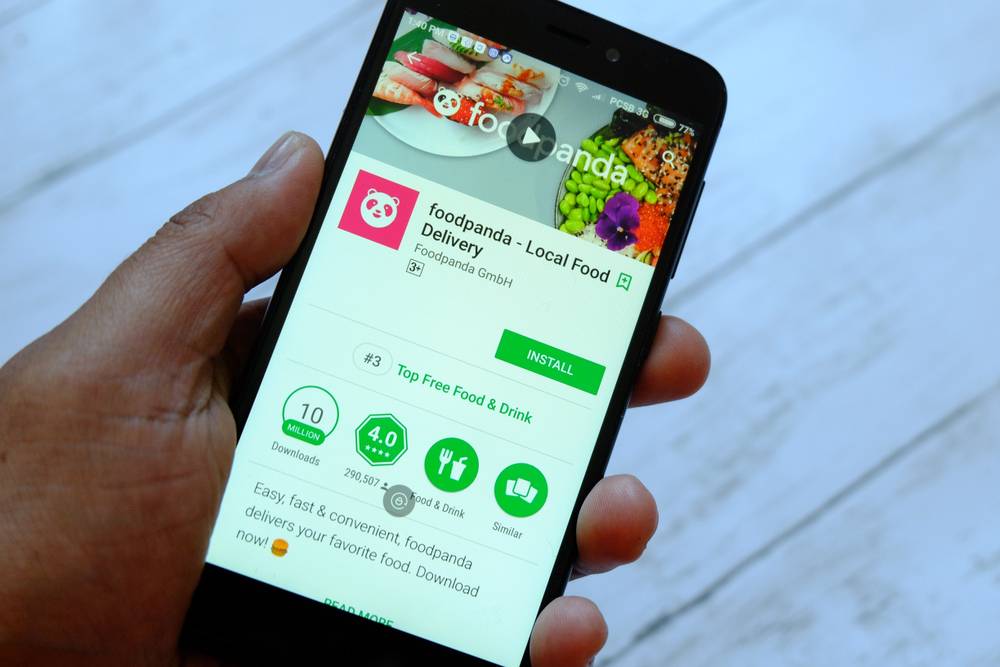 1:40 PM
PCSB 3G
77%
foodpanda
foodpanda - Local Food
Delivery
Foodpanda GmbH
3+
INSTALL
#3 Top Free Food & Drink
10
MILLION
Downloads
4.0
290,507
Food & Drink
Similar
Easy, fast & convenient, foodpanda
delivers your favorite food. Download
now!
READ MORE